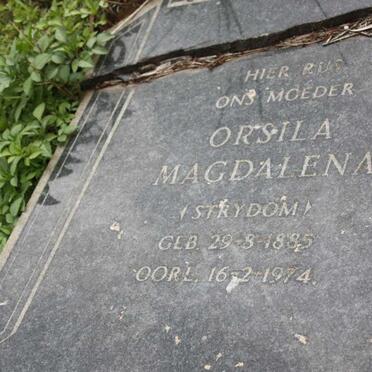 HIER RUS
ONS MOEDER
ORSILA
MAGDALENA
(STRYDOM)
GEB. 29-8-1885
OORL. 16-2-1974